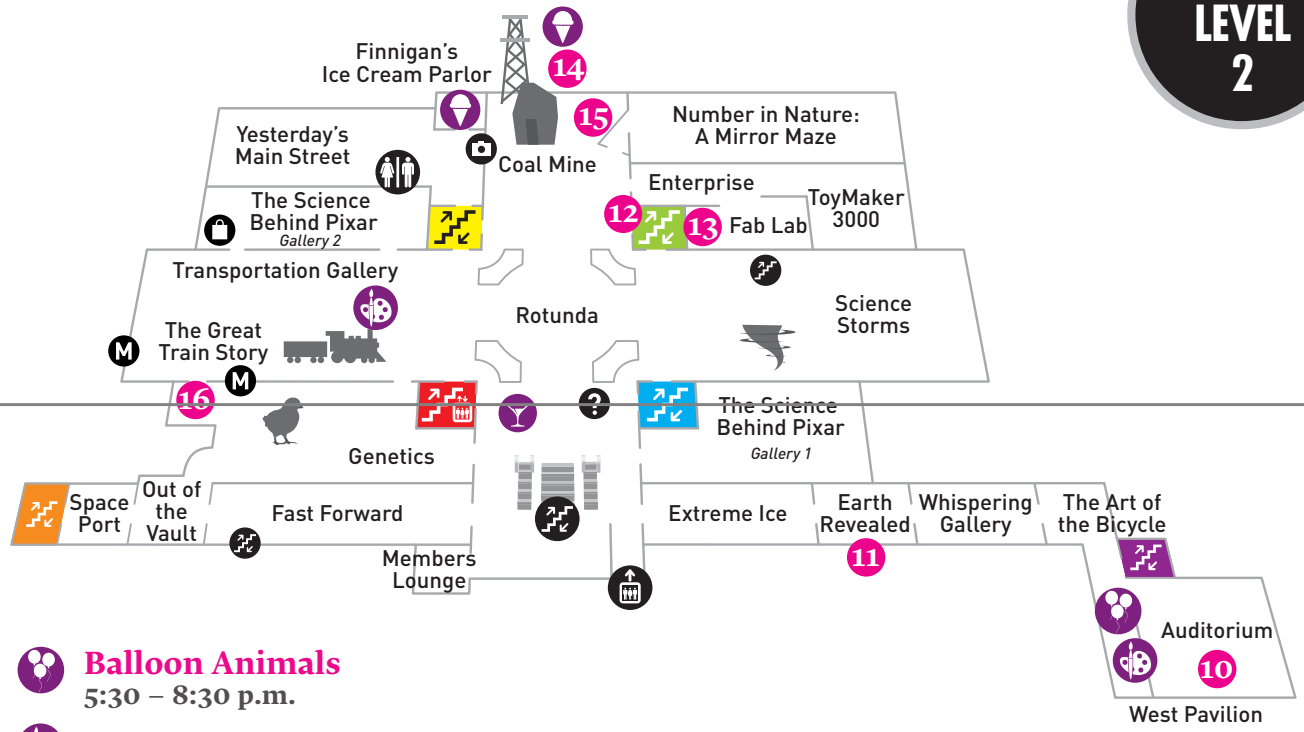 LEVEL
2
Finnigan's
Ice Cream Parlor
14
15
Yesterday's
Main Street
Coal Mine
Number in Nature:
A Mirror Maze
Enterprise
The Science
Behind Pixar
Gallery 2
12
13
Fab Lab
ToyMaker
3000
Transportation Gallery
The Great
Train Story
M
M
Rotunda
Science
Storms
16
?
The Science
Behind Pixar
Gallery 1
Genetics
Space
Port
Out of
the
Vault
Fast Forward
Members
Lounge
Extreme Ice
Earth
Revealed
11
Whispering
Gallery
The Art of
the Bicycle
Auditorium
10
West Pavilion
Balloon Animals
5:30 – 8:30 p.m.